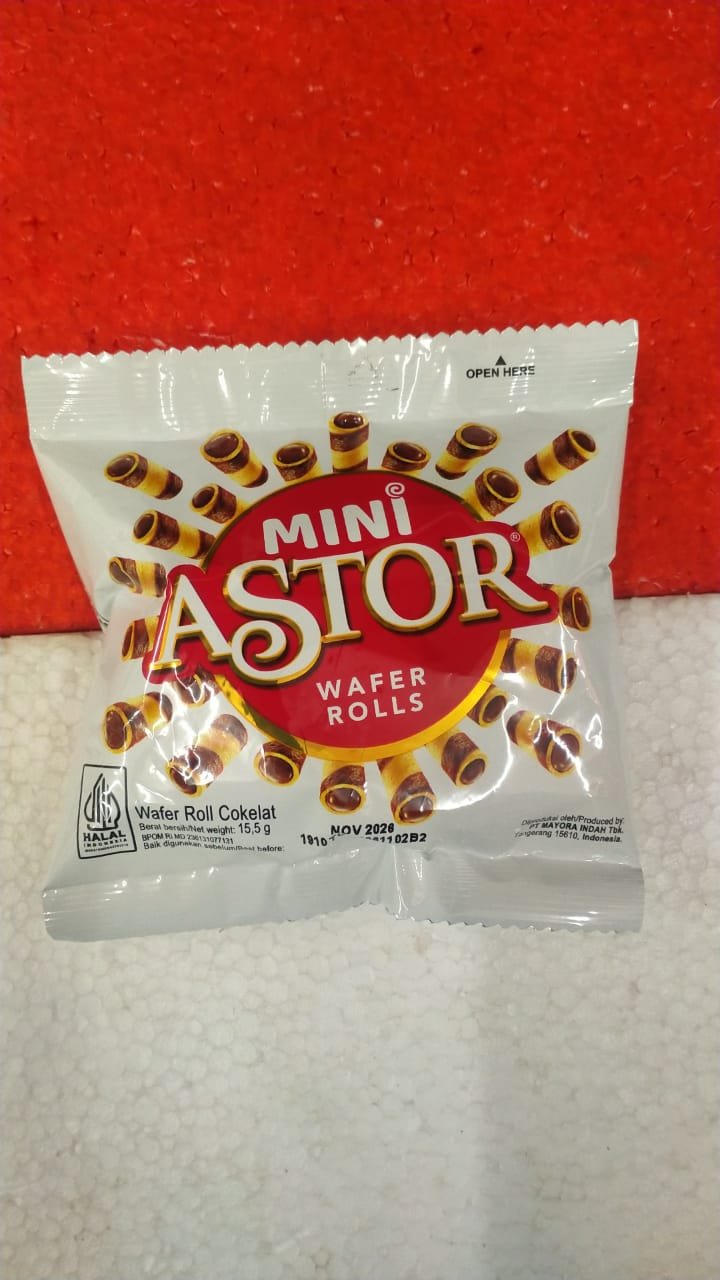 OPEN HERE
MINI
ASTOR®
WAFER
ROLLS
HALAL
INDONESIA
Wafer Roll Cokelat
Berat bersih/Net weight: 15,5 g
BPOM RI MD 236131077131
Baik digunakan sebelum/Best before:
NOV 2026
1910
1102B2
Diproduksi oleh/Produced by:
PT MAYORA INDAH Tbk.
Tangerang 15610, Indonesia.